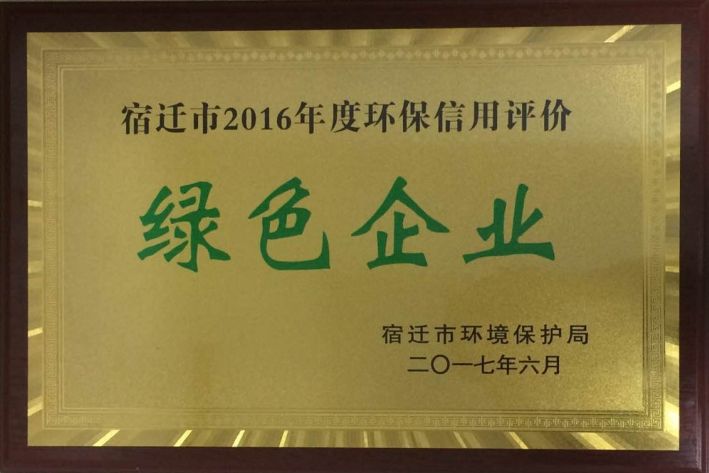 宿迁市2016年度环保信用评价
绿色企业
宿迁市环境保护局
二〇一七年六月